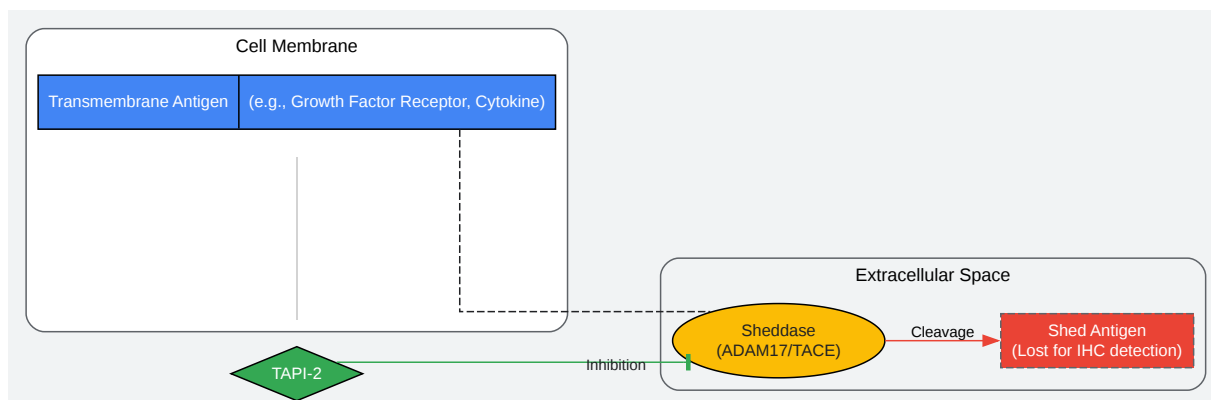 Cell Membrane
Transmembrane Antigen
(e.g., Growth Factor Receptor, Cytokine)
Extracellular Space
Sheddase
(ADAM17/TACE)
Cleavage
Shed Antigen
(Lost for IHC detection)
TAPI-2
Inhibition